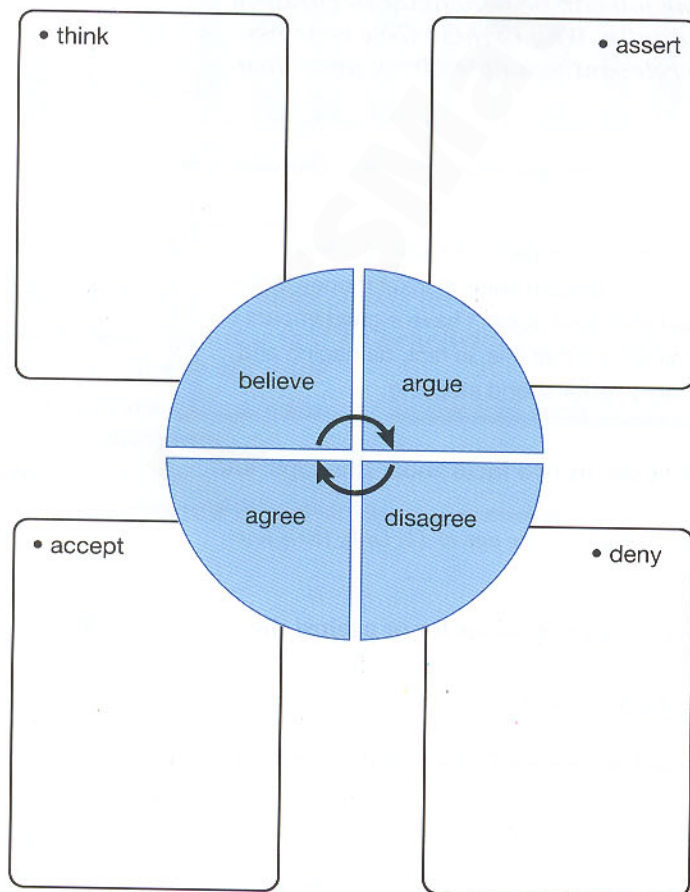 • think
• assert
believe
argue
agree
disagree
• accept
• deny